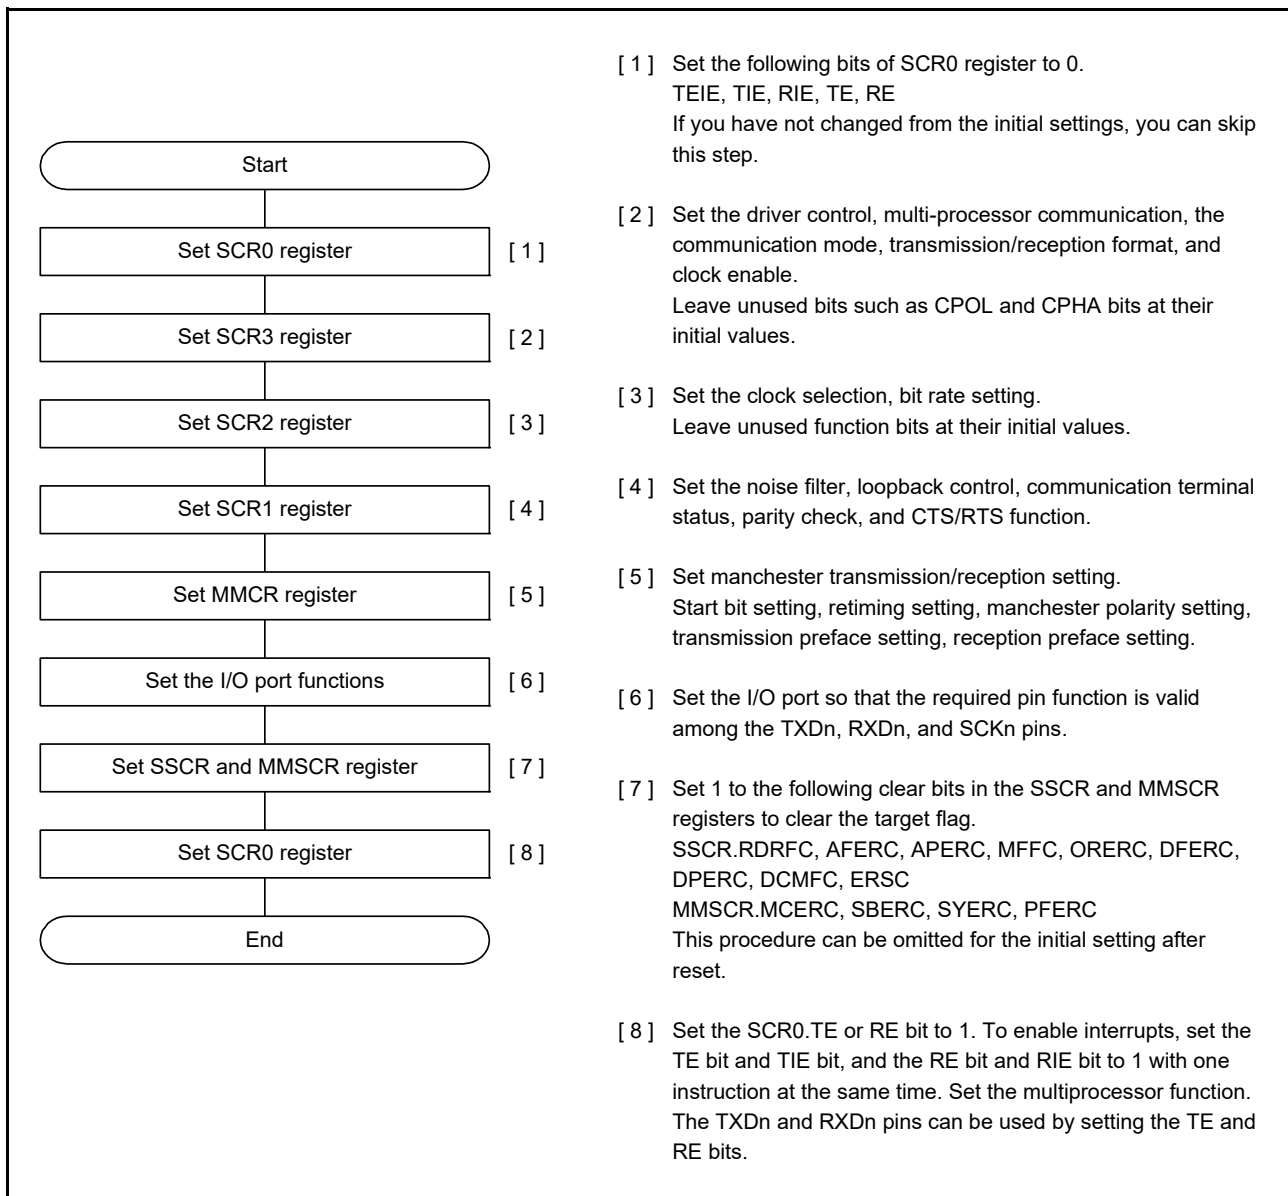 Start
Set SCR0 register [ 1 ]
Set SCR3 register [ 2 ]
Set SCR2 register [ 3 ]
Set SCR1 register [ 4 ]
Set MMCR register [ 5 ]
Set the I/O port functions [ 6 ]
Set SSCR and MMSCR register [ 7 ]
Set SCR0 register [ 8 ]
End
[ 1 ] Set the following bits of SCR0 register to 0.
TEIE, TIE, RIE, TE, RE
If you have not changed from the initial settings, you can skip
this step.
[ 2 ] Set the driver control, multi-processor communication, the
communication mode, transmission/reception format, and
clock enable.
Leave unused bits such as CPOL and CPHA bits at their
initial values.
[ 3 ] Set the clock selection, bit rate setting.
Leave unused function bits at their initial values.
[ 4 ] Set the noise filter, loopback control, communication terminal
status, parity check, and CTS/RTS function.
[ 5 ] Set manchester transmission/reception setting.
Start bit setting, retiming setting, manchester polarity setting,
transmission preface setting, reception preface setting.
[ 6 ] Set the I/O port so that the required pin function is valid
among the TXDn, RXDn, and SCKn pins.
[ 7 ] Set 1 to the following clear bits in the SSCR and MMSCR
registers to clear the target flag.
SSCR.RDRFC, AFERC, APERC, MFFC, ORERC, DFERC,
DPERC, DCMFC, ERSC
MMSCR.MCERC, SBERC, SYERC, PFERC
This procedure can be omitted for the initial setting after
reset.
[ 8 ] Set the SCR0.TE or RE bit to 1. To enable interrupts, set the
TE bit and TIE bit, and the RE bit and RIE bit to 1 with one
instruction at the same time. Set the multiprocessor function.
The TXDn and RXDn pins can be used by setting the TE and
RE bits.